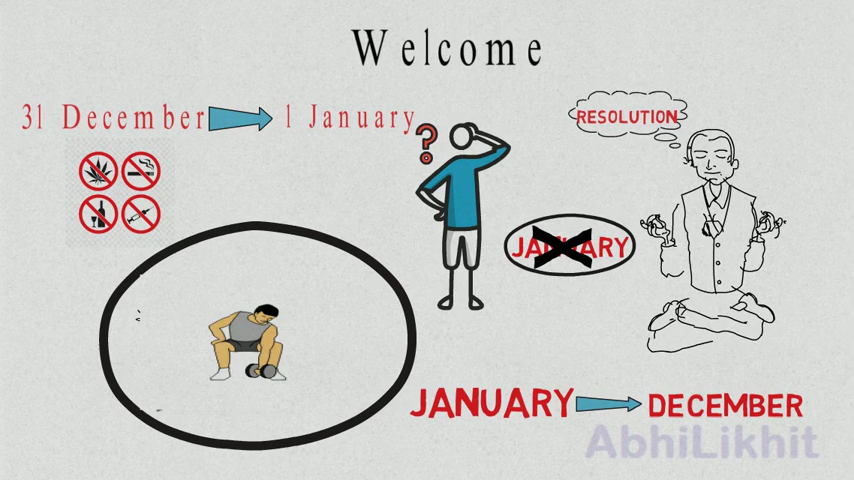 Welcome
31 December
1 January
?
RESOLUTION
JANUARY
JANUARY
DECEMBER
AbhiLikhit